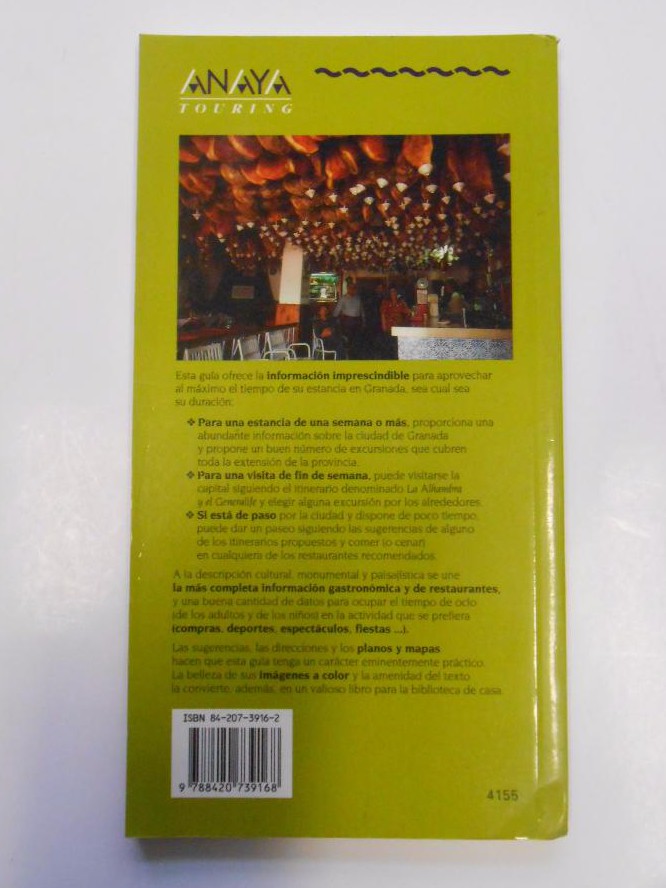 ANAYA
TOURING
Esta guía ofrece la información imprescindible para aprovechar
al máximo el tiempo de su estancia en Granada, sea cual sea
su duración:
❖ Para una estancia de una semana o más, proporciona una
abundante información sobre la ciudad de Granada
y propone un buen número de excursiones que cubren
toda la extensión de la provincia.
❖ Para una visita de fin de semana, puede visitarse la
capital siguiendo el itinerario denominado La Alhambra
y el Generalife y elegir alguna excursión por los alrededores.
❖ Si está de paso por la ciudad y dispone de poco tiempo,
puede dar un paseo siguiendo las sugerencias de alguno
de los itinerarios propuestos y comer (o cenar)
en cualquiera de los restaurantes recomendados.
A la descripción cultural, monumental y paisajística se une
la más completa información gastronómica y de restaurantes,
y una buena cantidad de datos para ocupar el tiempo de ocio
(de los adultos y de los niños) en la actividad que se prefiera
(compras, deportes, espectáculos, fiestas ...).
Las sugerencias, las direcciones y los planos y mapas
hacen que esta guía tenga un carácter eminentemente práctico.
La belleza de sus imágenes a color y la amenidad del texto
la convierte, además, en un valioso libro para la biblioteca de casa.
ISBN 84-207-3916-2
9 788420 739168
4155